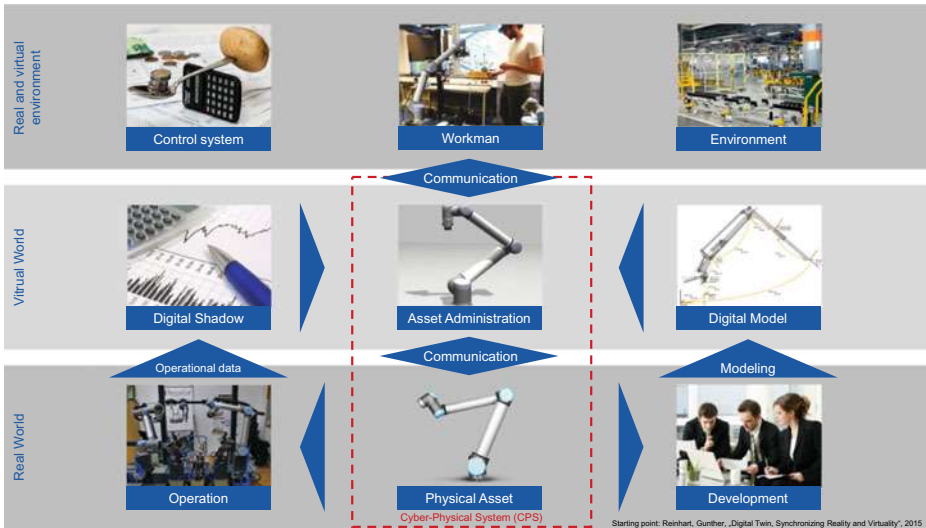 Real and virtual
environment
Control system
Workman
Environment
Communication
Vitrual World
Digital Shadow
Asset Administration
Digital Model
Operational data
Communication
Modeling
Real World
Operation
Physical Asset
Development
Cyber-Physical System (CPS)
Starting point: Reinhart, Gunther, „Digital Twin, Synchronizing Reality and Virtuality", 2015